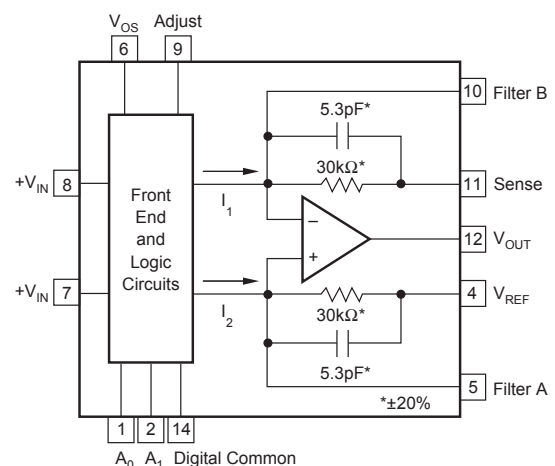 V_OS Adjust
6 9
10 Filter B
5.3pF*
30kΩ*
11 Sense
+V_IN 8
I_1
Front
End
and
Logic
Circuits
–
+
12 V_OUT
+V_IN 7
I_2
30kΩ*
4 V_REF
5.3pF*
5 Filter A
*±20%
1 2 14
A_0 A_1 Digital Common